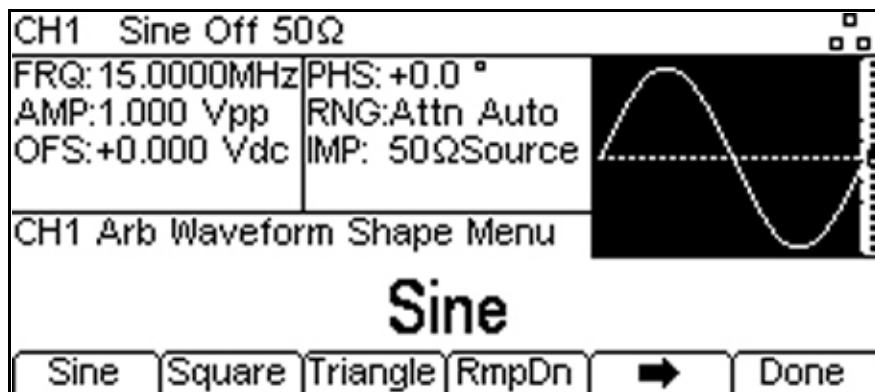 CH1 Sine Off 50Ω
FRQ:15.0000MHz
AMP:1.000 Vpp
OFS:+0.000 Vdc
PHS:+0.0 °
RNG:Attn Auto
IMP: 50ΩSource
CH1 Arb Waveform Shape Menu
Sine
Sine Square Triangle RmpDn ➡ Done